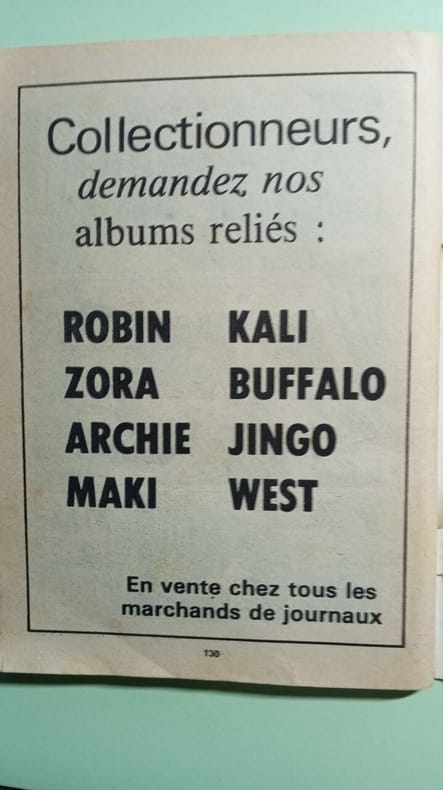 Collectionneurs,
demandez nos
albums reliés :
ROBIN KALI
ZORA BUFFALO
ARCHIE JINGO
MAKI WEST
En vente chez tous les
marchands de journaux
130